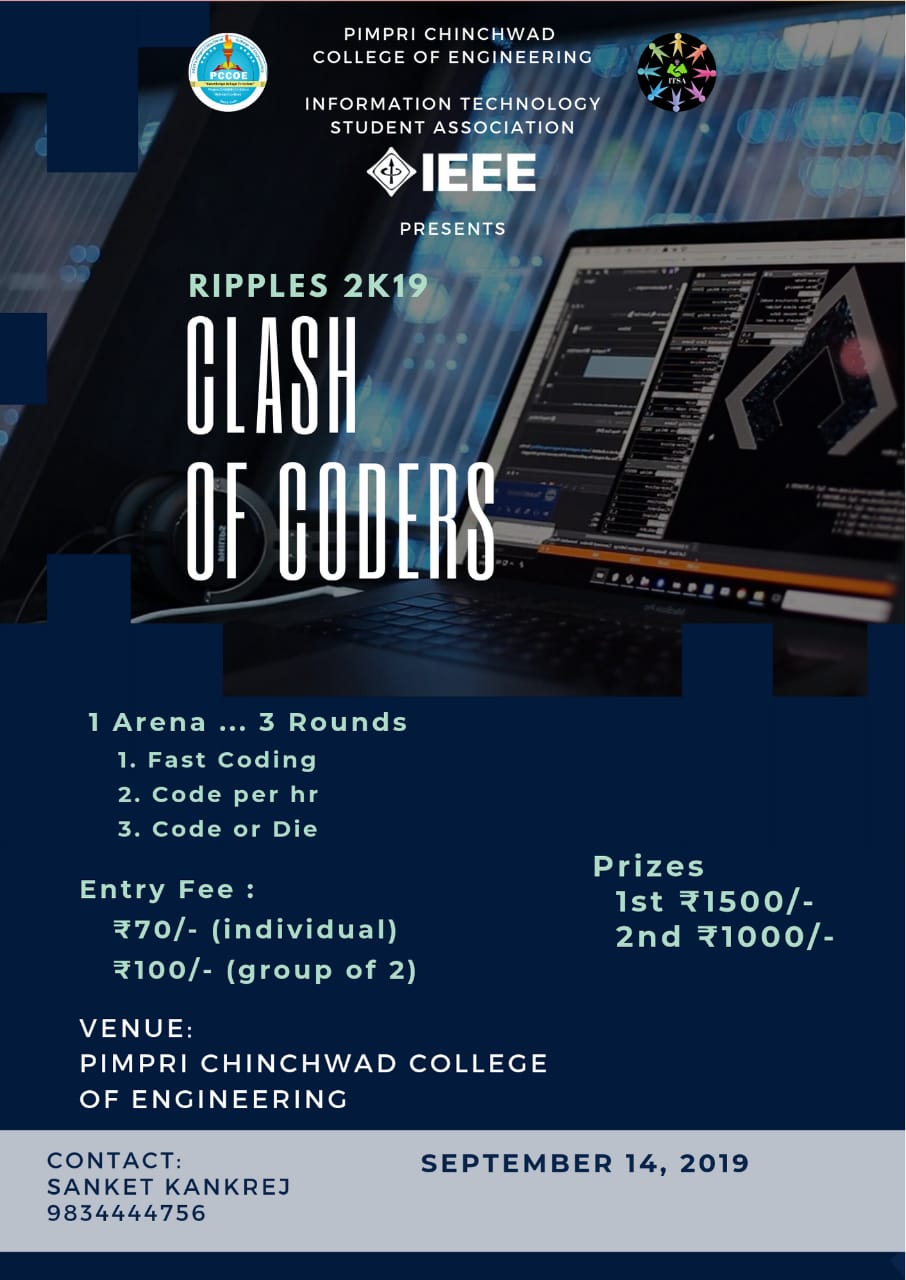 PIMPRI CHINCHWAD
COLLEGE OF ENGINEERING
PCCOE
ITSA
INFORMATION TECHNOLOGY
STUDENT ASSOCIATION
IEEE
PRESENTS
RIPPLES 2K19
CLASH
OF CODERS
1 Arena ... 3 Rounds
1. Fast Coding
2. Code per hr
3. Code or Die
Entry Fee :
₹70/- (individual)
₹100/- (group of 2)
Prizes
1st ₹1500/-
2nd ₹1000/-
VENUE:
PIMPRI CHINCHWAD COLLEGE
OF ENGINEERING
CONTACT:
SANKET KANKREJ
9834444756
SEPTEMBER 14, 2019